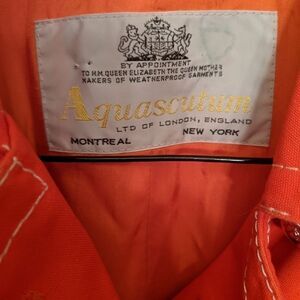 BY APPOINTMENT
TO H.M. QUEEN ELIZABETH THE QUEEN MOTHER
MAKERS OF WEATHERPROOF GARMENTS
Aquascutum
LTD OF LONDON, ENGLAND
MONTREAL NEW YORK